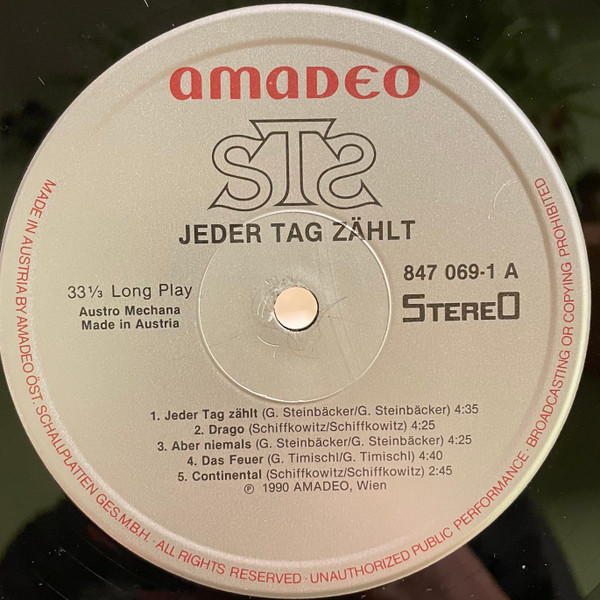 amadeo
STS
JEDER TAG ZÄHLT
33⅓ Long Play
Austro Mechana
Made in Austria
847 069-1 A
STEREO
1. Jeder Tag zählt (G. Steinbäcker/G. Steinbäcker) 4:35
2. Drago (Schiffkowitz/Schiffkowitz) 4:25
3. Aber niemals (G. Steinbäcker/G. Steinbäcker) 4:25
4. Das Feuer (G. Timischl/G. Timischl) 4:40
5. Continental (Schiffkowitz/Schiffkowitz) 2:45
℗ 1990 AMADEO, Wien
MADE IN AUSTRIA BY AMADEO ÖST. SCHALLPLATTEN GES.M.B.H. · ALL RIGHTS RESERVED · UNAUTHORIZED PUBLIC PERFORMANCE · BROADCASTING OR COPYING PROHIBITED